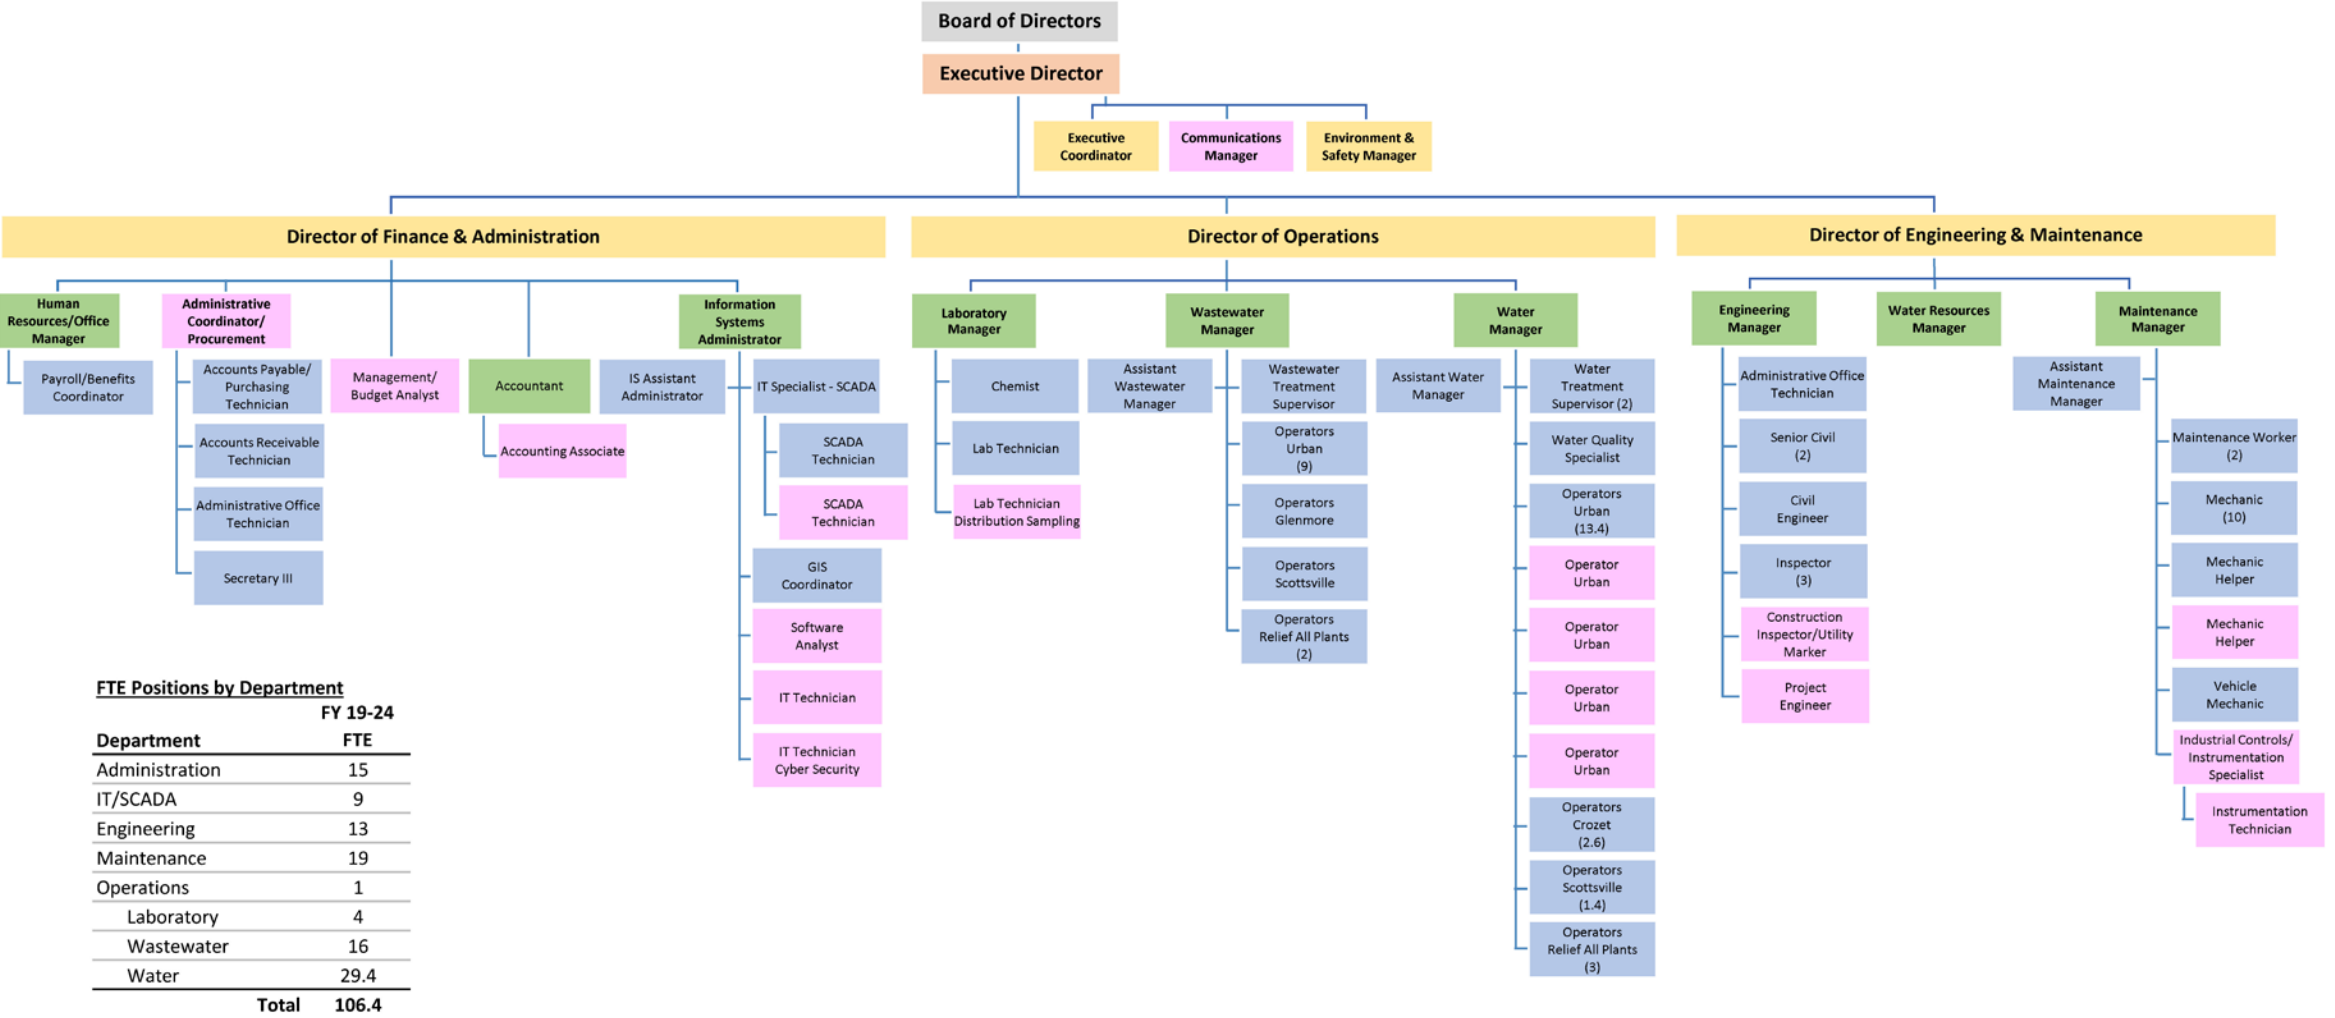 Board of Directors
Executive Director
Executive
Coordinator
Communications
Manager
Environment &
Safety Manager
Director of Finance & Administration
Director of Operations
Director of Engineering & Maintenance
Human
Resources/Office
Manager
Payroll/Benefits
Coordinator
Administrative
Coordinator/
Procurement
Accounts Payable/
Purchasing
Technician
Accounts Receivable
Technician
Administrative Office
Technician
Secretary III
Management/
Budget Analyst
Accountant
Accounting Associate
Information
Systems
Administrator
IS Assistant
Administrator
IT Specialist - SCADA
SCADA
Technician
SCADA
Technician
GIS
Coordinator
Software
Analyst
IT Technician
IT Technician
Cyber Security
Laboratory
Manager
Chemist
Lab Technician
Lab Technician
Distribution Sampling
Wastewater
Manager
Assistant
Wastewater
Manager
Wastewater
Treatment
Supervisor
Operators
Urban
(9)
Operators
Glenmore
Operators
Scottsville
Operators
Relief All Plants
(2)
Water
Manager
Assistant Water
Manager
Water
Treatment
Supervisor (2)
Water Quality
Specialist
Operators
Urban
(13.4)
Operator
Urban
Operator
Urban
Operator
Urban
Operator
Urban
Operators
Crozet
(2.6)
Operators
Scottsville
(1.4)
Operators
Relief All Plants
(3)
Engineering
Manager
Administrative Office
Technician
Senior Civil
(2)
Civil
Engineer
Inspector
(3)
Construction
Inspector/Utility
Marker
Project
Engineer
Water Resources
Manager
Maintenance
Manager
Assistant
Maintenance
Manager
Maintenance Worker
(2)
Mechanic
(10)
Mechanic
Helper
Mechanic
Helper
Vehicle
Mechanic
Industrial Controls/
Instrumentation
Specialist
Instrumentation
Technician
FTE Positions by Department
FY 19-24
Department FTE
Administration 15
IT/SCADA 9
Engineering 13
Maintenance 19
Operations 1
Laboratory 4
Wastewater 16
Water 29.4
Total 106.4